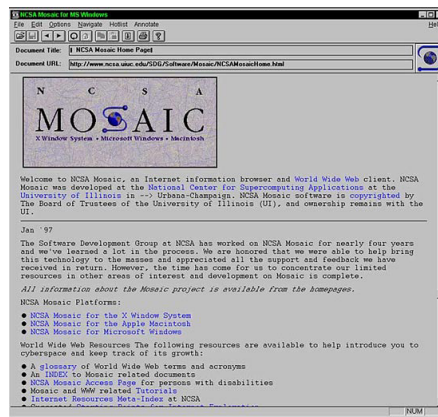 NCSA Mosaic for MS Windows
File Edit Options Navigate Hotlist Annotate Hel
Document Title: NCSA Mosaic Home Page
Document URL: http://www.ncsa.uiuc.edu/SDG/Software/Mosaic/NCSAMosaicHome.html
N C S A
MOSAIC
X Window System • Microsoft Windows • Macintosh
Welcome to NCSA Mosaic, an Internet information browser and World Wide Web client. NCSA
Mosaic was developed at the National Center for Supercomputing Applications at the
University of Illinois in --> Urbana-Champaign. NCSA Mosaic software is copyrighted by
The Board of Trustees of the University of Illinois (UI), and ownership remains with the
UI.
Jan '97
The Software Development Group at NCSA has worked on NCSA Mosaic for nearly four years
and we've learned a lot in the process. We are honored that we were able to help bring
this technology to the masses and appreciated all the support and feedback we have
received in return. However, the time has come for us to concentrate our limited
resources in other areas of interest and development on Mosaic is complete.
All information about the Mosaic project is available from the homepages.
NCSA Mosaic Platforms:
● NCSA Mosaic for the X Window System
● NCSA Mosaic for the Apple Macintosh
● NCSA Mosaic for Microsoft Windows
World Wide Web Resources The following resources are available to help introduce you to
cyberspace and keep track of its growth:
● A glossary of World Wide Web terms and acronyms
● An INDEX to Mosaic related documents
● NCSA Mosaic Access Page for persons with disabilities
● Mosaic and WWW related Tutorials
● Internet Resources Meta-Index at NCSA
● Suggested Starting Points for Internet Exploration
NUM